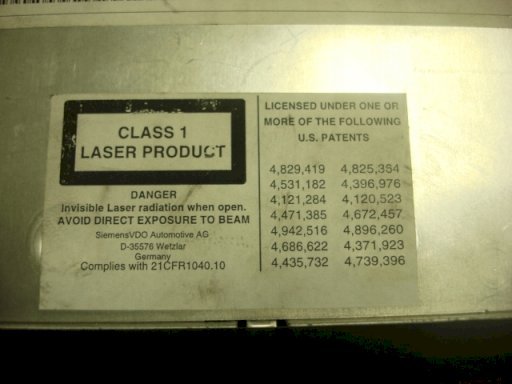 CLASS 1
LASER PRODUCT
DANGER
Invisible Laser radiation when open.
AVOID DIRECT EXPOSURE TO BEAM
SiemensVDO Automotive AG
D-35576 Wetzlar
Germany
Complies with 21CFR1040.10
LICENSED UNDER ONE OR
MORE OF THE FOLLOWING
U.S. PATENTS
4,829,419 4,825,354
4,531,182 4,396,976
4,121,284 4,120,523
4,471,385 4,672,457
4,942,516 4,896,260
4,686,622 4,371,923
4,435,732 4,739,396